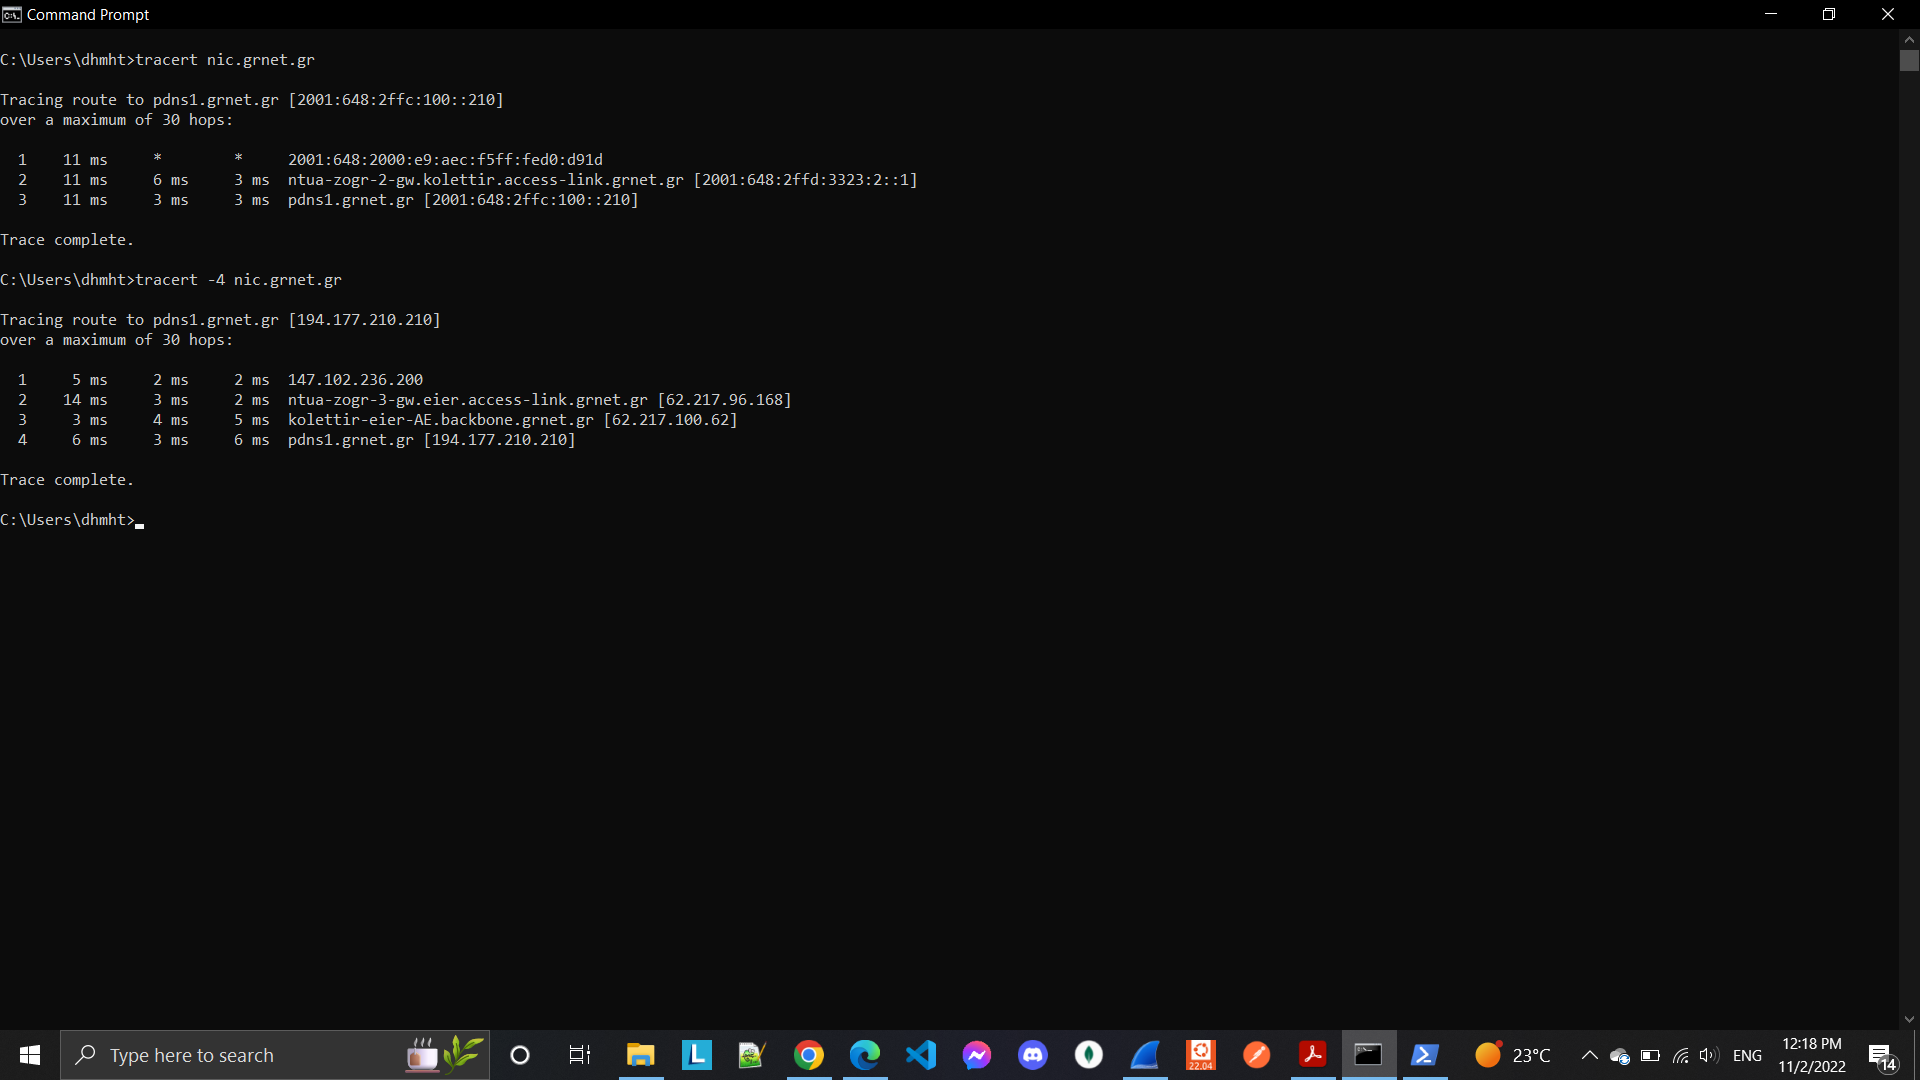 Command Prompt
C:\Users\dhmht>tracert nic.grnet.gr
Tracing route to pdns1.grnet.gr [2001:648:2ffc:100::210]
over a maximum of 30 hops:
1 11 ms * * 2001:648:2000:e9:aec:f5ff:fed0:d91d
2 11 ms 6 ms 3 ms ntua-zogr-2-gw.kolettir.access-link.grnet.gr [2001:648:2ffd:3323:2::1]
3 11 ms 3 ms 3 ms pdns1.grnet.gr [2001:648:2ffc:100::210]
Trace complete.
C:\Users\dhmht>tracert -4 nic.grnet.gr
Tracing route to pdns1.grnet.gr [194.177.210.210]
over a maximum of 30 hops:
1 5 ms 2 ms 2 ms 147.102.236.200
2 14 ms 3 ms 2 ms ntua-zogr-3-gw.eier.access-link.grnet.gr [62.217.96.168]
3 3 ms 4 ms 5 ms kolettir-eier-AE.backbone.grnet.gr [62.217.100.62]
4 6 ms 3 ms 6 ms pdns1.grnet.gr [194.177.210.210]
Trace complete.
C:\Users\dhmht>
Type here to search
L
22.04
23°C
ENG
12:18 PM
11/2/2022
14